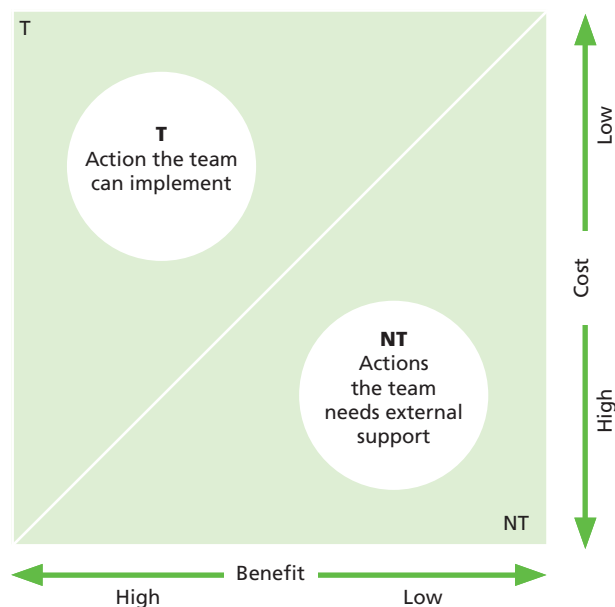 T
T
Action the team
can implement
Low
Cost
NT
Actions
the team
needs external
support
High
NT
Benefit
High
Low